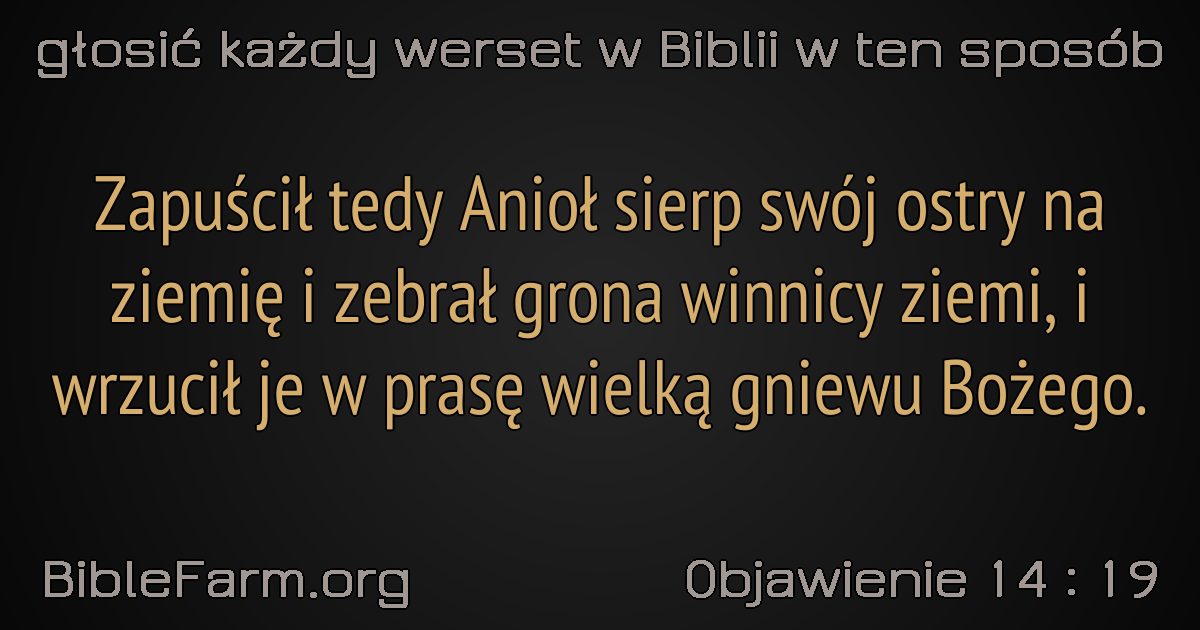 głosić każdy werset w Biblii w ten sposób
Zapuścił tedy Anioł sierp swój ostry na
ziemię i zebrał grona winnicy ziemi, i
wrzucił je w prasę wielką gniewu Bożego.
BibleFarm.org
Objawienie 14 : 19